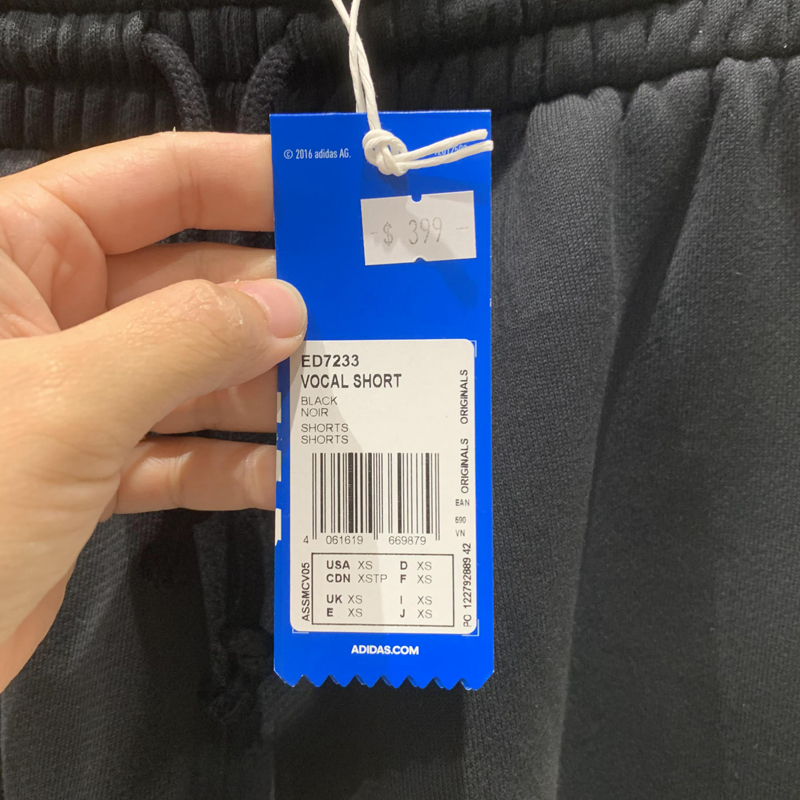 © 2016 adidas AG.
- $ 399 -
ED7233
VOCAL SHORT
BLACK
NOIR
SHORTS
SHORTS
ORIGINALS ORIGINALS
EAN
690
VN
4 061619 669879
ASSMCV05
USA XS D XS
CDN XSTP F XS
UK XS I XS
E XS J XS
PO 122792889 42
ADIDAS.COM